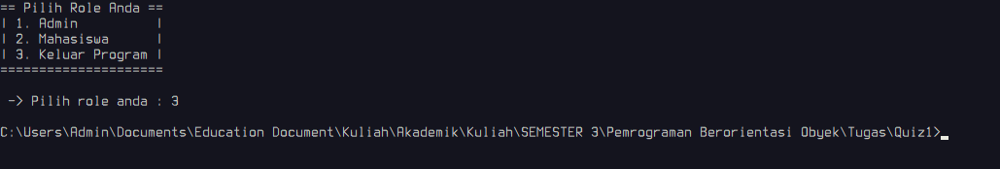 == Pilih Role Anda ==
| 1. Admin          |
| 2. Mahasiswa      |
| 3. Keluar Program |
=====================
-> Pilih role anda : 3
C:\Users\Admin\Documents\Education Document\Kuliah\Akademik\Kuliah\SEMESTER 3\Pemrograman Berorientasi Obyek\Tugas\Quiz1>